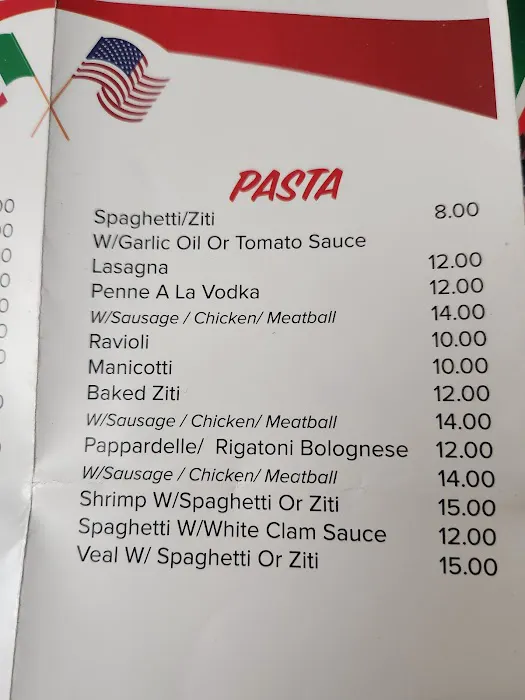 PASTA
Spaghetti/Ziti 8.00
W/Garlic Oil Or Tomato Sauce
Lasagna 12.00
Penne A La Vodka 12.00
W/Sausage / Chicken/ Meatball 14.00
Ravioli 10.00
Manicotti 10.00
Baked Ziti 12.00
W/Sausage / Chicken/ Meatball 14.00
Pappardelle/ Rigatoni Bolognese 12.00
W/Sausage / Chicken/ Meatball 14.00
Shrimp W/Spaghetti Or Ziti 15.00
Spaghetti W/White Clam Sauce 12.00
Veal W/ Spaghetti Or Ziti 15.00